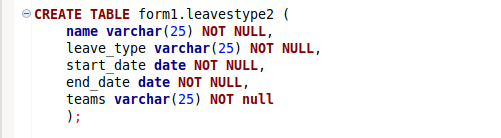 CREATE TABLE form1.leavestype2 (
name varchar(25) NOT NULL,
leave_type varchar(25) NOT NULL,
start_date date NOT NULL,
end_date date NOT NULL,
teams varchar(25) NOT null
);